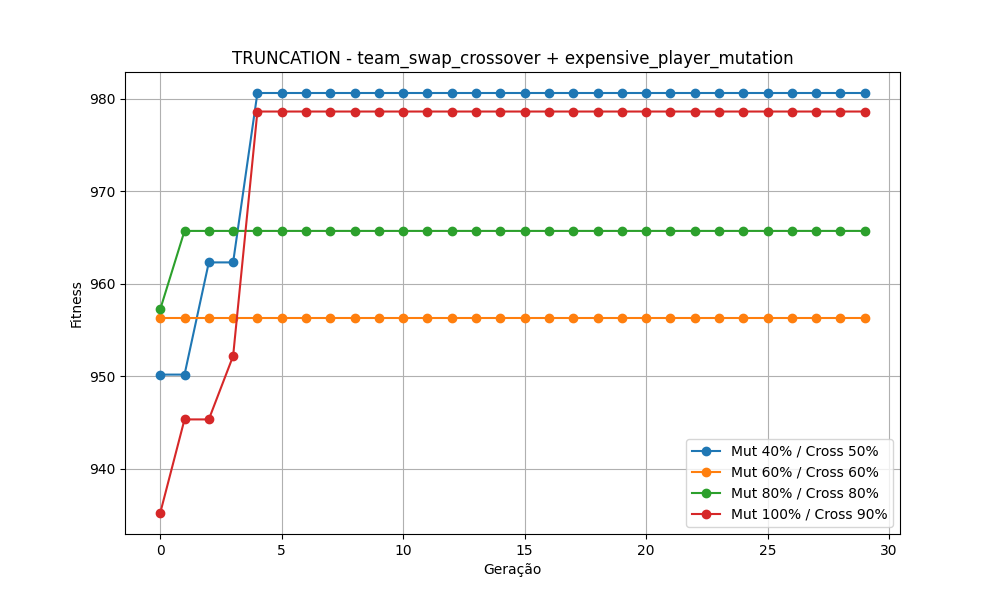 TRUNCATION - team_swap_crossover + expensive_player_mutation
Fitness
980
970
960
950
940
0 5 10 15 20 25 30
Geração
Mut 40% / Cross 50%
Mut 60% / Cross 60%
Mut 80% / Cross 80%
Mut 100% / Cross 90%